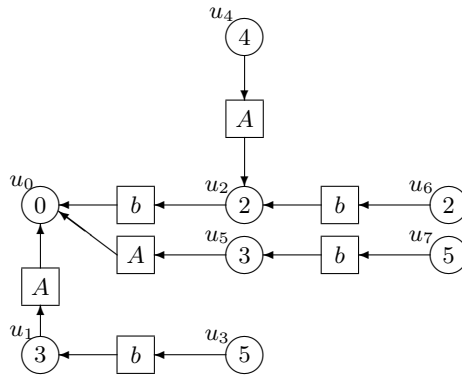 u₄
4
A
u₀ u₂ u₆
0 b 2 b 2
u₅ u₇
A 3 b 5
A
u₁ u₃
3 b 5